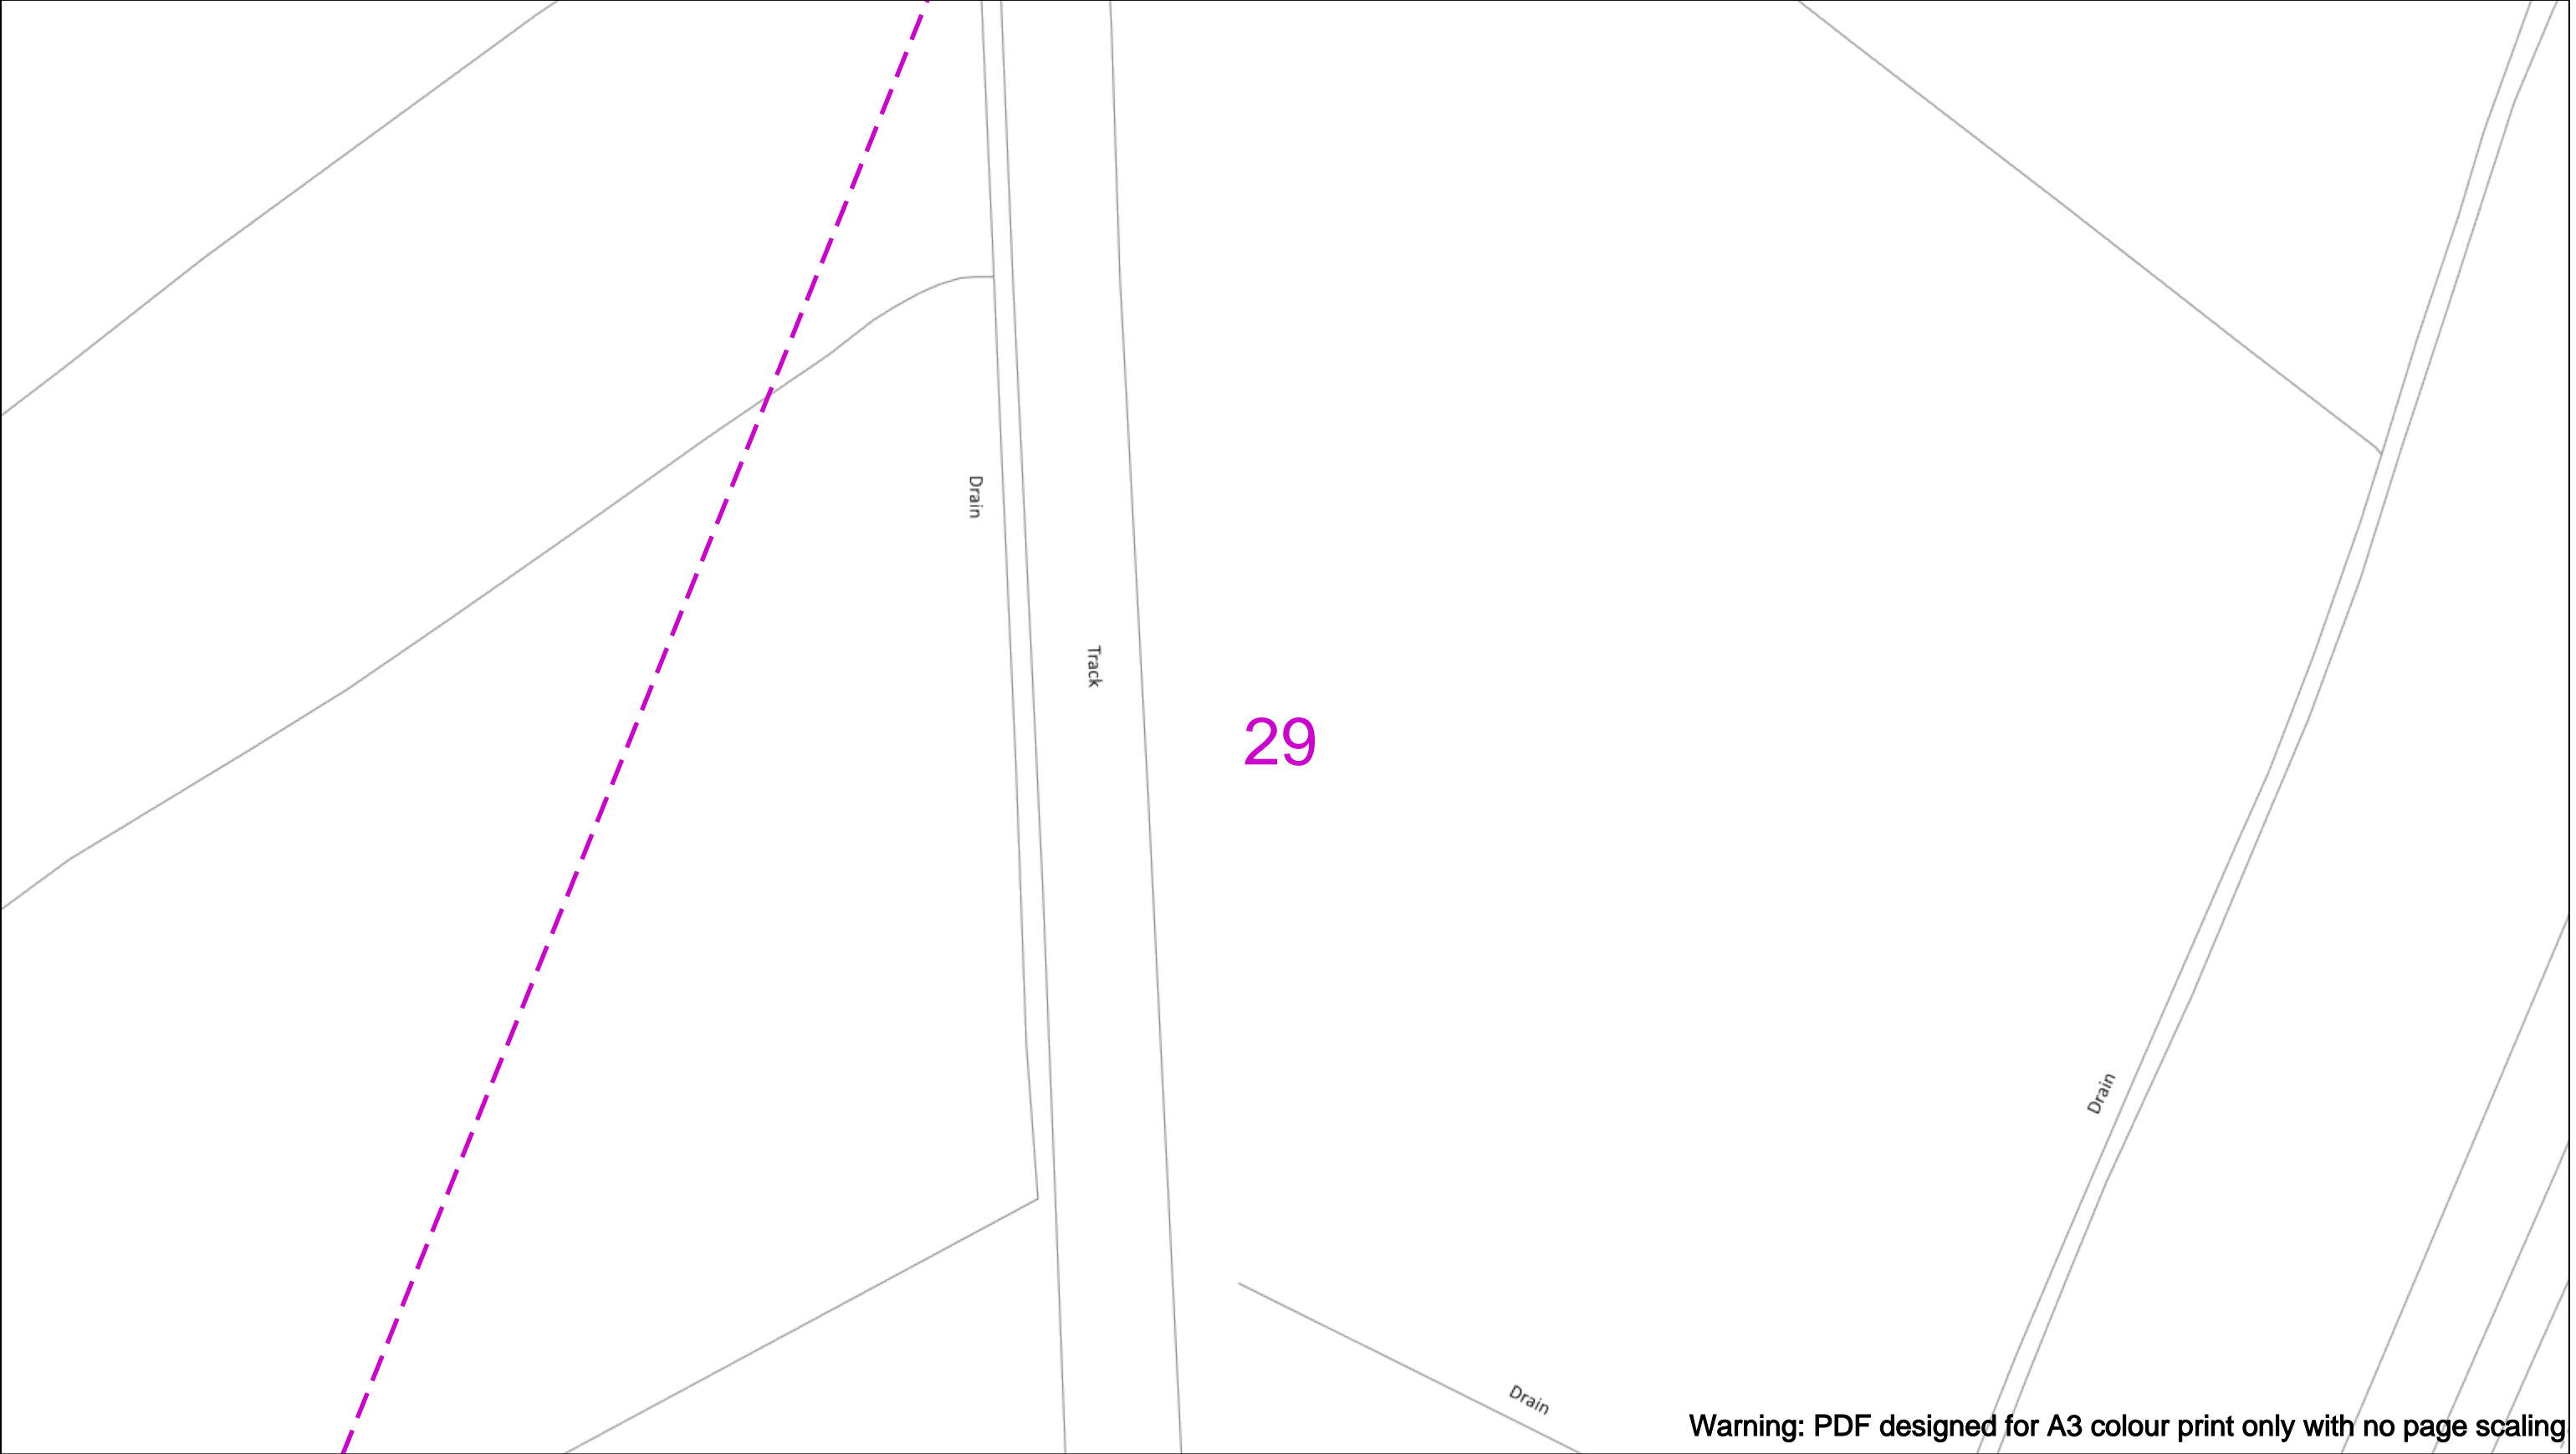 Drain
Track
29
Drain
Drain
Warning: PDF designed for A3 colour print only with no page scaling